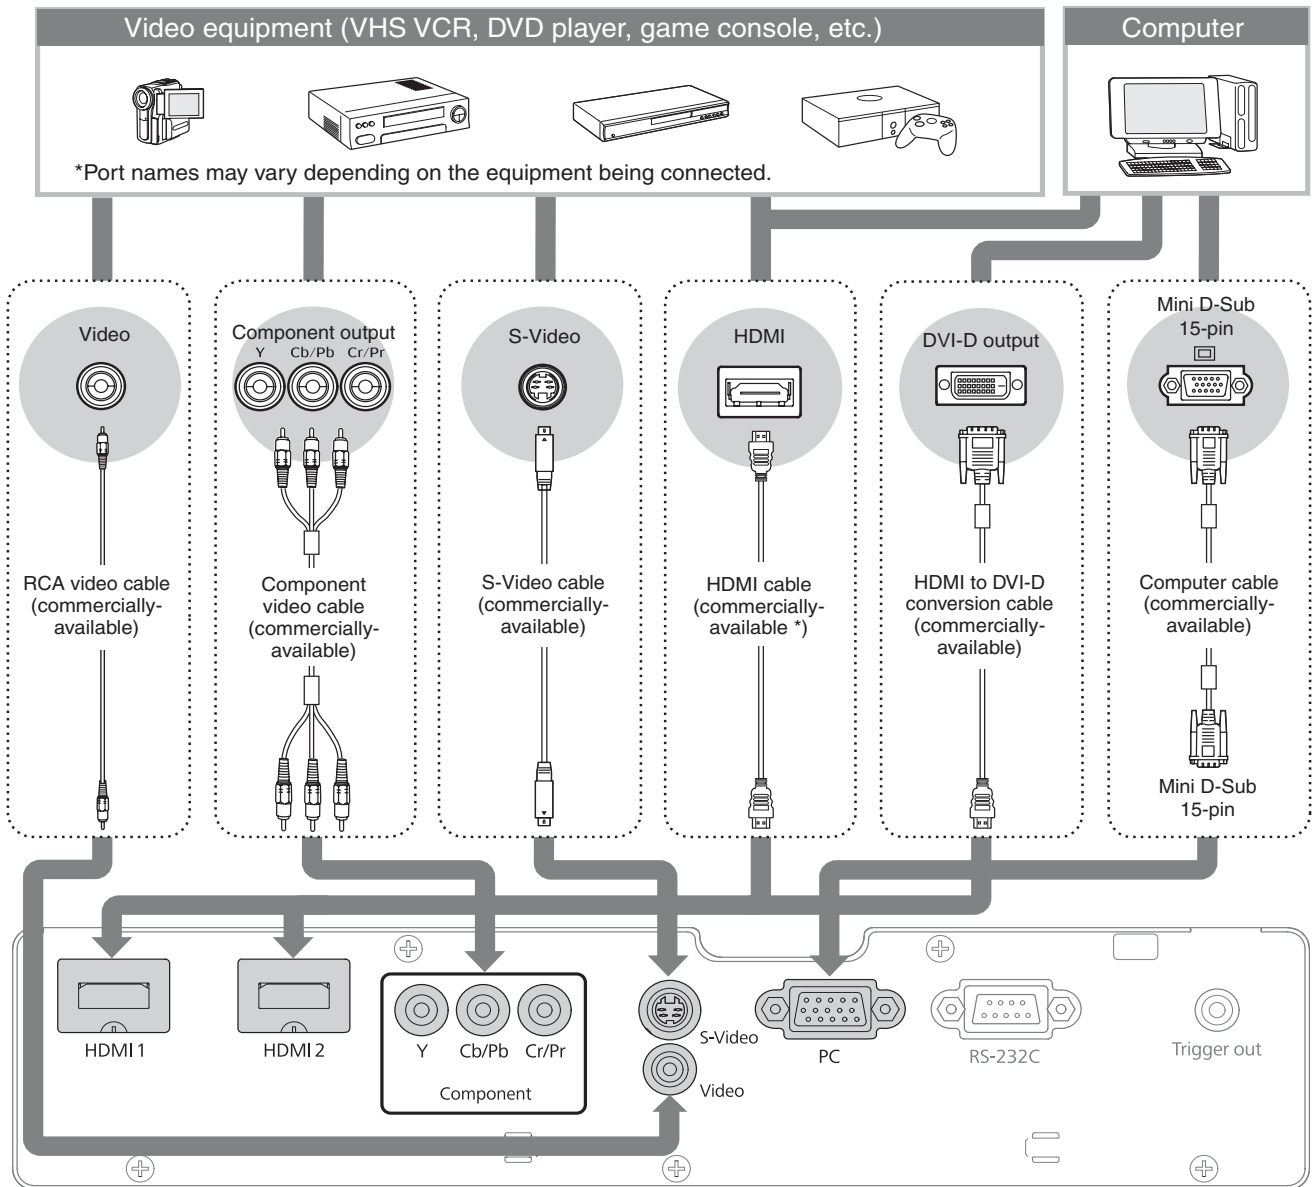 Video equipment (VHS VCR, DVD player, game console, etc.)
Computer
*Port names may vary depending on the equipment being connected.
Video
Component output
Y Cb/Pb Cr/Pr
S-Video
HDMI
DVI-D output
Mini D-Sub
15-pin
RCA video cable
(commercially-
available)
Component
video cable
(commercially-
available)
S-Video cable
(commercially-
available)
HDMI cable
(commercially-
available *)
HDMI to DVI-D
conversion cable
(commercially-
available)
Computer cable
(commercially-
available)
Mini D-Sub
15-pin
HDMI 1
HDMI 2
Y Cb/Pb Cr/Pr
Component
S-Video
Video
PC
RS-232C
Trigger out